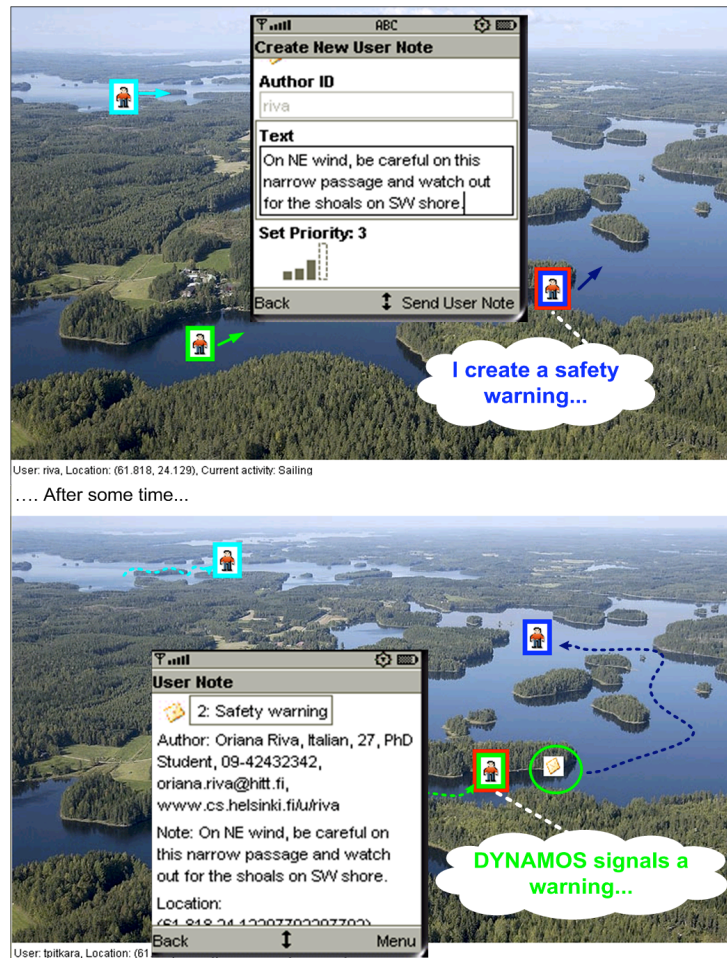 ABC
Create New User Note
Author ID
riva
Text
On NE wind, be careful on this
narrow passage and watch out
for the shoals on SW shore.
Set Priority: 3
Back
Send User Note
I create a safety
warning...
User: riva, Location: (61.818, 24.129), Current activity: Sailing
.... After some time...
User Note
2: Safety warning
Author: Oriana Riva, Italian, 27, PhD
Student, 09-42432342,
oriana.riva@hitt.fi,
www.cs.helsinki.fi/u/riva
Note: On NE wind, be careful on
this narrow passage and watch
out for the shoals on SW shore.
Location:
Back
Menu
DYNAMOS signals a
warning...
User: tpitkara, Location: (61